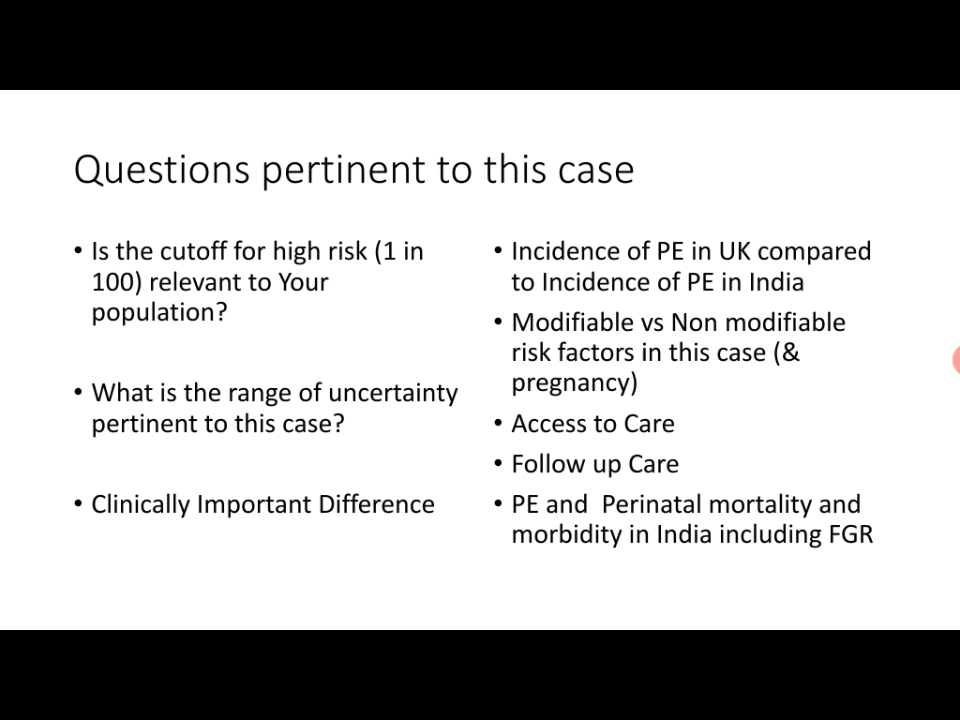 Questions pertinent to this case
• Is the cutoff for high risk (1 in
100) relevant to Your
population?
• What is the range of uncertainty
pertinent to this case?
• Clinically Important Difference
• Incidence of PE in UK compared
to Incidence of PE in India
• Modifiable vs Non modifiable
risk factors in this case (&
pregnancy)
• Access to Care
• Follow up Care
• PE and  Perinatal mortality and
morbidity in India including FGR